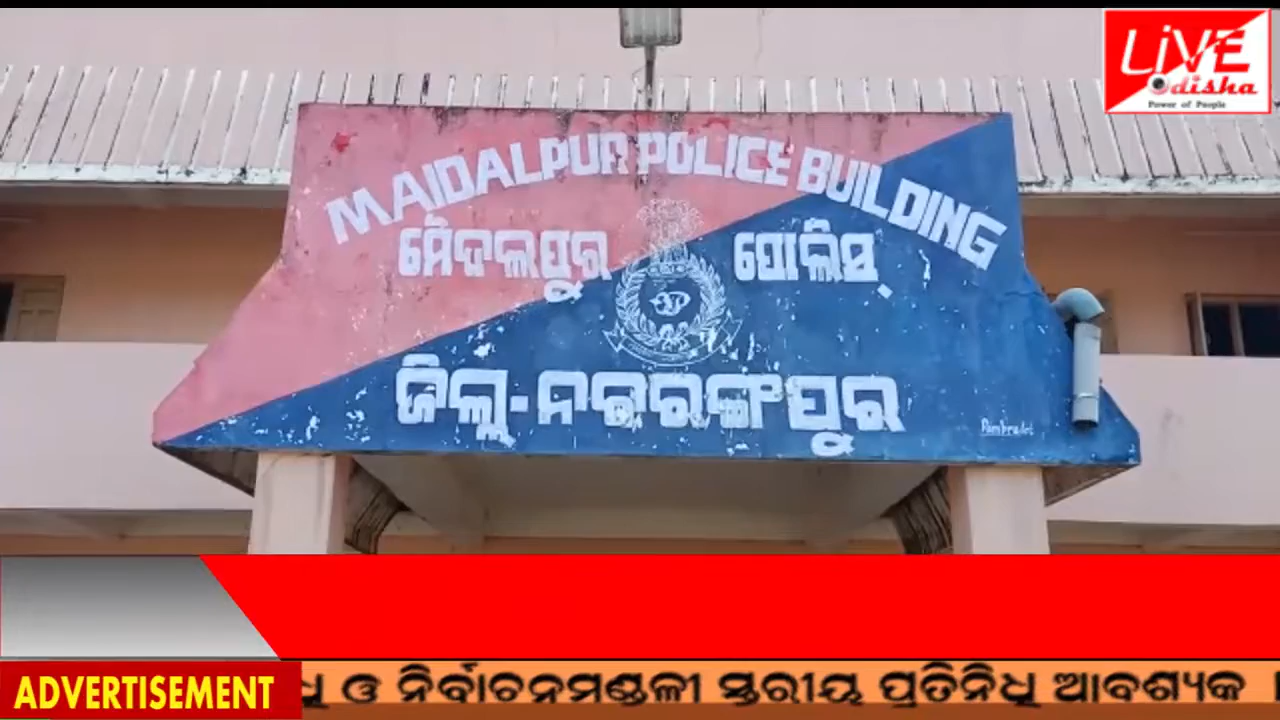 LiVE
Odisha
Power of People
MAIDALPUR POLICE BUILDING
ମୈଦଲପୁର ପୋଲିସ୍
ଜିଲ୍ଲା-ନବରଙ୍ଗପୁର
ADVERTISEMENT ଓ ନିର୍ବାଚନମଣ୍ଡଳୀ ସ୍ତରୀୟ ପ୍ରତିନିଧି ଆବଶ୍ୟକ